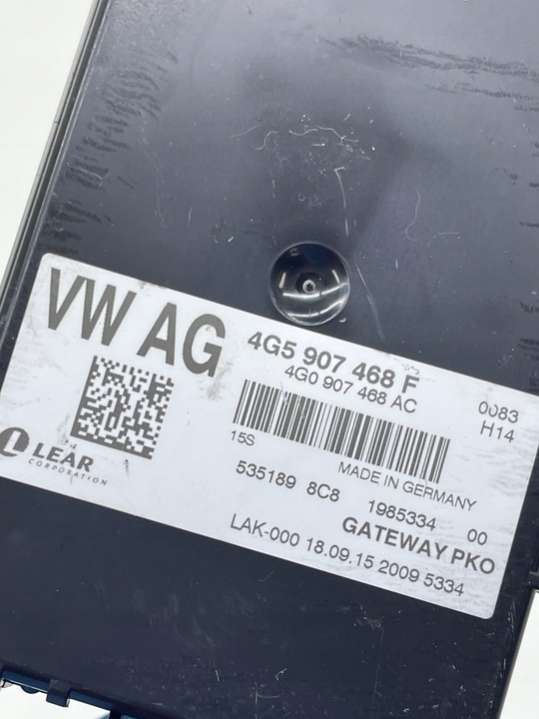 VW AG
4G5 907 468 F
4G0 907 468 AC
0083
H14
15S
MADE IN GERMANY
LEAR
CORPORATION
535189 8C8 1985334 00
GATEWAY PKO
LAK-000 18.09.15 2009 5334